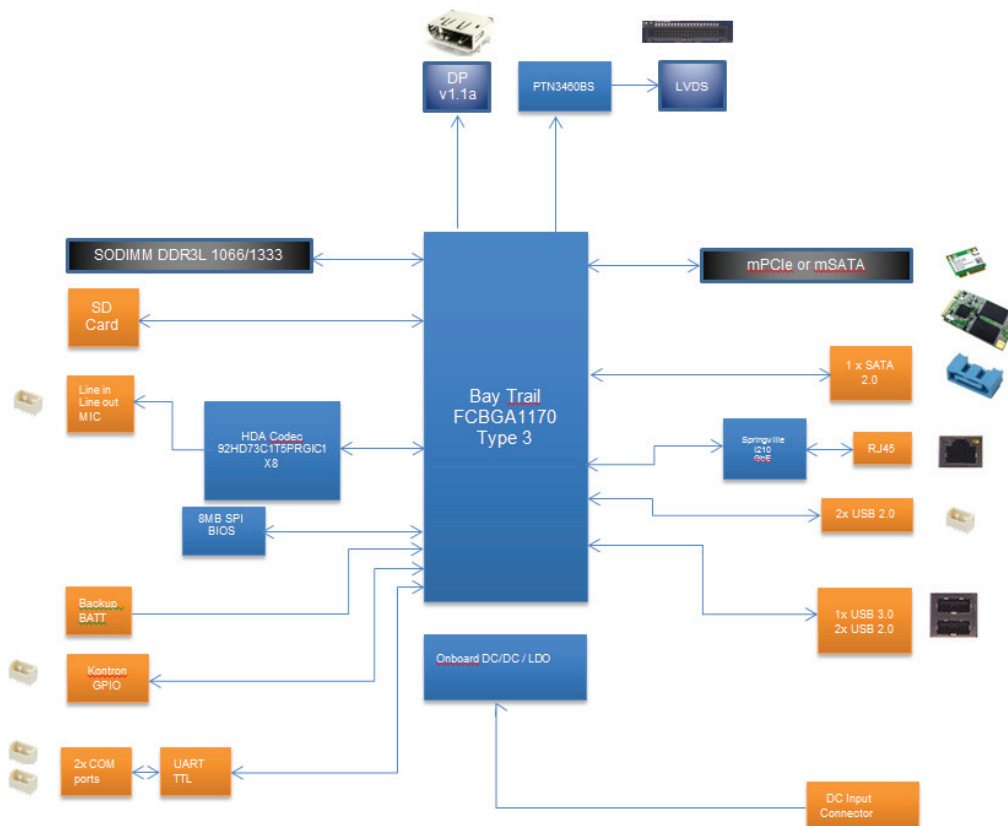 DP
v1.1a
PTN3460BS
LVDS
SODIMM DDR3L 1066/1333
mPCIe or mSATA
SD
Card
Bay Trail
FCBGA1170
Type 3
1 x SATA
2.0
Line in
Line out
MIC
HDA Codec
92HD73C1T5PRGIC1
X8
Springville
I210
GbE
RJ45
8MB SPI
BIOS
2x USB 2.0
Backup
BATT
1x USB 3.0
2x USB 2.0
Kontron
GPIO
Onboard DC/DC / LDO
2x COM
ports
UART
TTL
DC Input
Connector